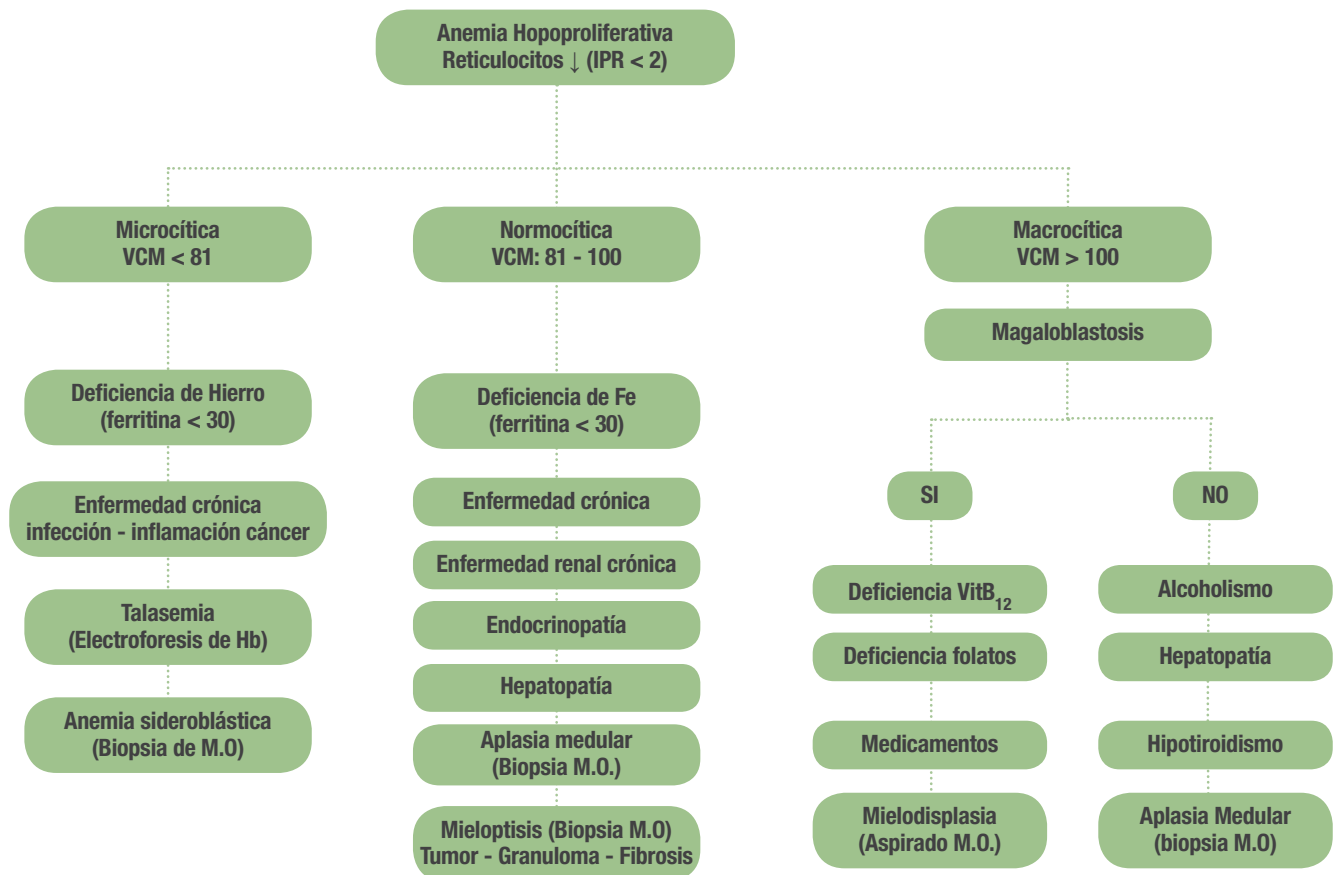 Anemia Hopoproliferativa
Reticulocitos ↓ (IPR < 2)
Microcítica
VCM < 81
Deficiencia de Hierro
(ferritina < 30)
Enfermedad crónica
infección - inflamación cáncer
Talasemia
(Electroforesis de Hb)
Anemia sideroblástica
(Biopsia de M.O)
Normocítica
VCM: 81 - 100
Deficiencia de Fe
(ferritina < 30)
Enfermedad crónica
Enfermedad renal crónica
Endocrinopatía
Hepatopatía
Aplasia medular
(Biopsia M.O.)
Mieloptisis (Biopsia M.O)
Tumor - Granuloma - Fibrosis
Macrocítica
VCM > 100
Magaloblastosis
SI
Deficiencia VitB12
Deficiencia folatos
Medicamentos
Mielodisplasia
(Aspirado M.O.)
NO
Alcoholismo
Hepatopatía
Hipotiroidismo
Aplasia Medular
(biopsia M.O)